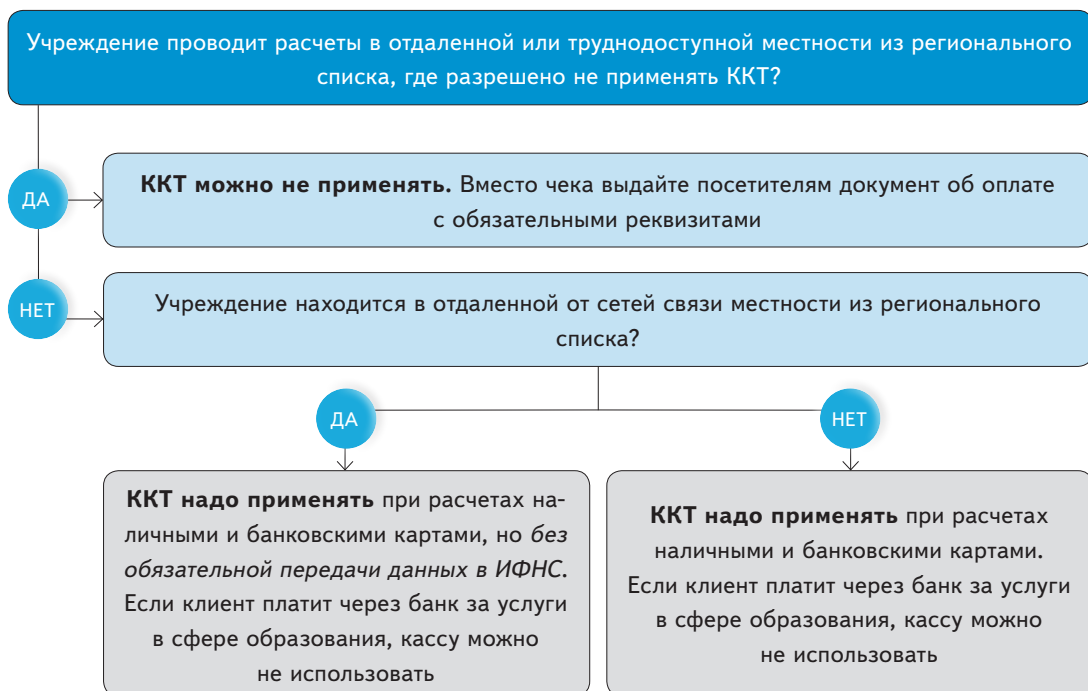 Учреждение проводит расчеты в отдаленной или труднодоступной местности из регионального
списка, где разрешено не применять ККТ?
ДА
ККТ можно не применять. Вместо чека выдайте посетителям документ об оплате
с обязательными реквизитами
НЕТ
Учреждение находится в отдаленной от сетей связи местности из регионального
списка?
ДА
НЕТ
ККТ надо применять при расчетах на-
личными и банковскими картами, но без
обязательной передачи данных в ИФНС.
Если клиент платит через банк за услуги
в сфере образования, кассу можно
не использовать
ККТ надо применять при расчетах
наличными и банковскими картами.
Если клиент платит через банк за услуги
в сфере образования, кассу можно
не использовать